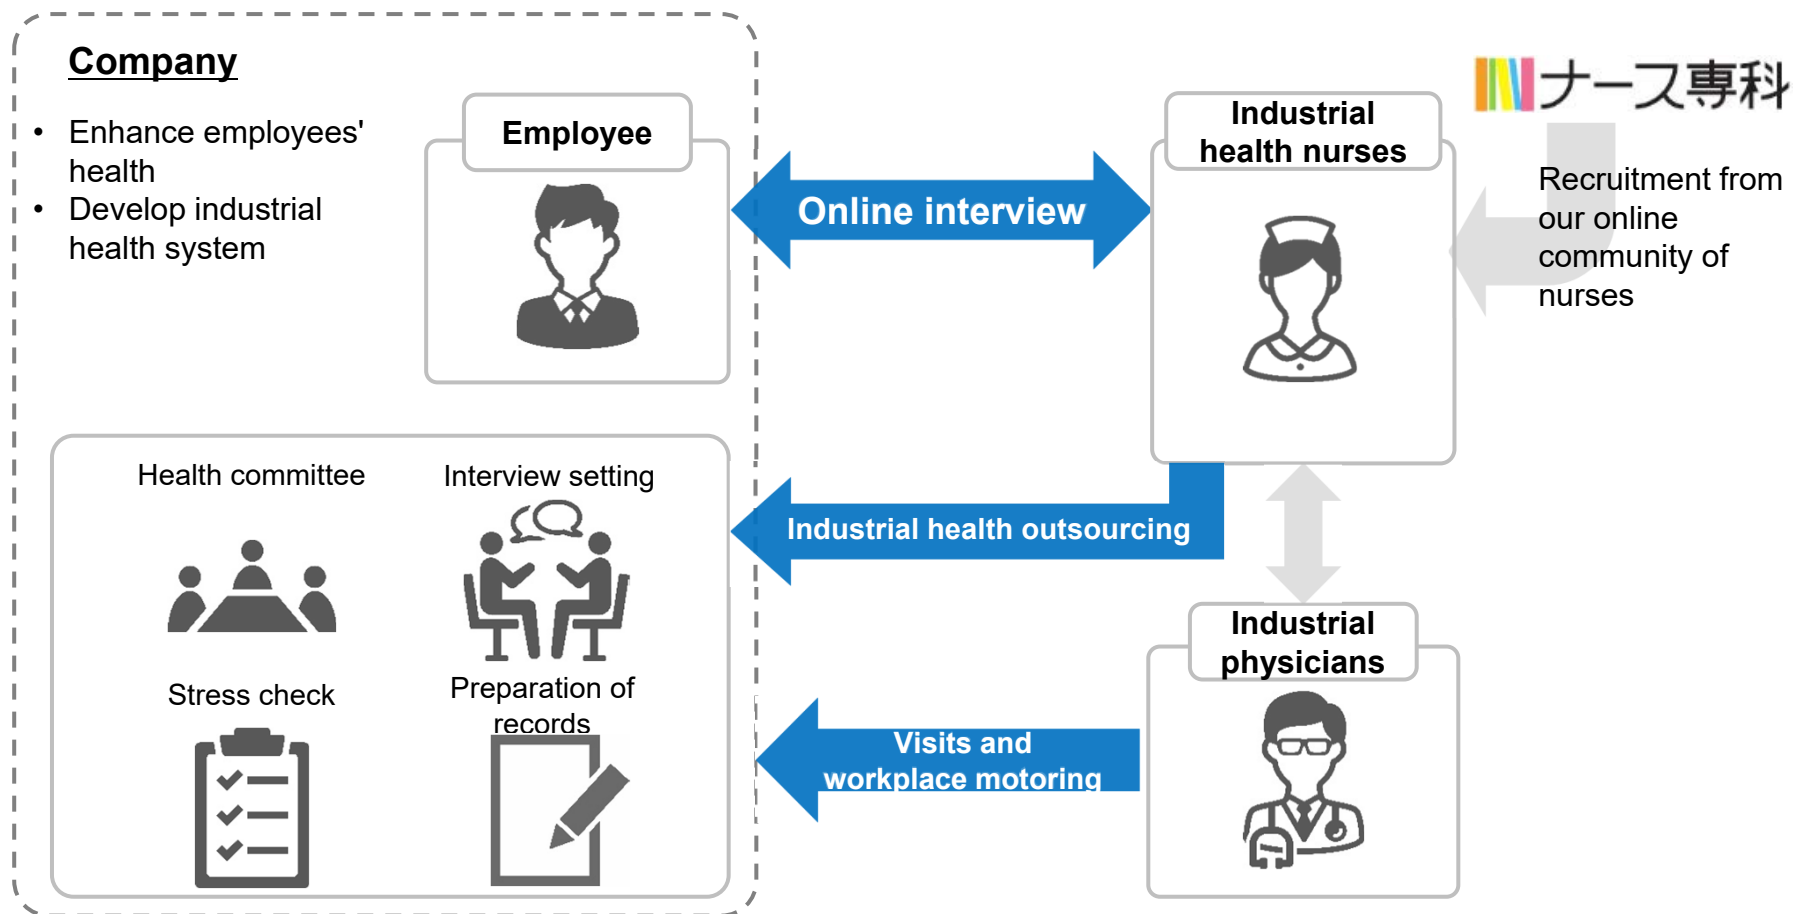 Company
• Enhance employees'
health
• Develop industrial
health system
Employee
Online interview
Industrial
health nurses
ナース専科
Recruitment from
our online
community of
nurses
Health committee
Interview setting
Stress check
Preparation of
records
Industrial health outsourcing
Visits and
workplace motoring
Industrial
physicians